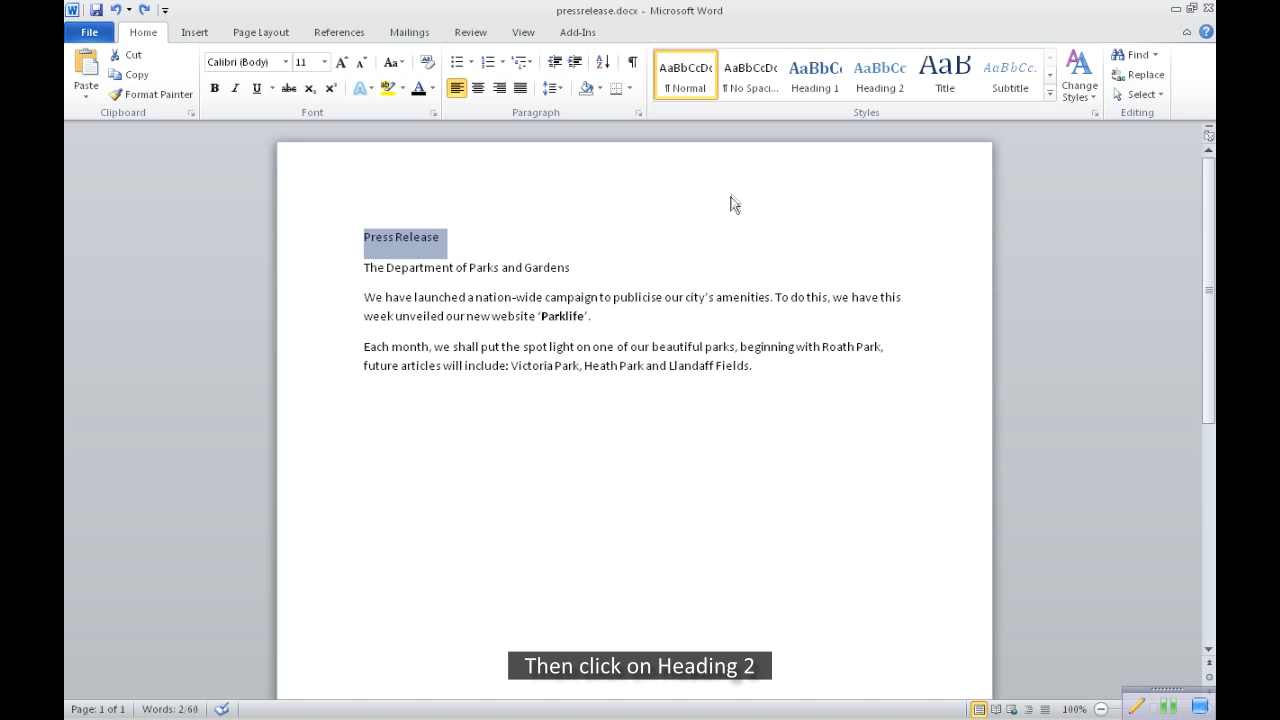 pressrelease.docx - Microsoft Word
File Home Insert Page Layout References Mailings Review View Add-Ins
Paste
Cut
Copy
Format Painter
Clipboard
Calibri (Body) 11
Font
Paragraph
AaBbCcDc AaBbCcDc AaBbCc AaBbCc AaB AaBbCc.
¶ Normal ¶ No Spaci... Heading 1 Heading 2 Title Subtitle
Change
Styles
Styles
Find
Replace
Select
Editing
Press Release
The Department of Parks and Gardens
We have launched a nation-wide campaign to publicise our city's amenities. To do this, we have this
week unveiled our new website ‘Parklife’.
Each month, we shall put the spot light on one of our beautiful parks, beginning with Roath Park,
future articles will include: Victoria Park, Heath Park and Llandaff Fields.
Then click on Heading 2
Page: 1 of 1 Words: 2/60 100%